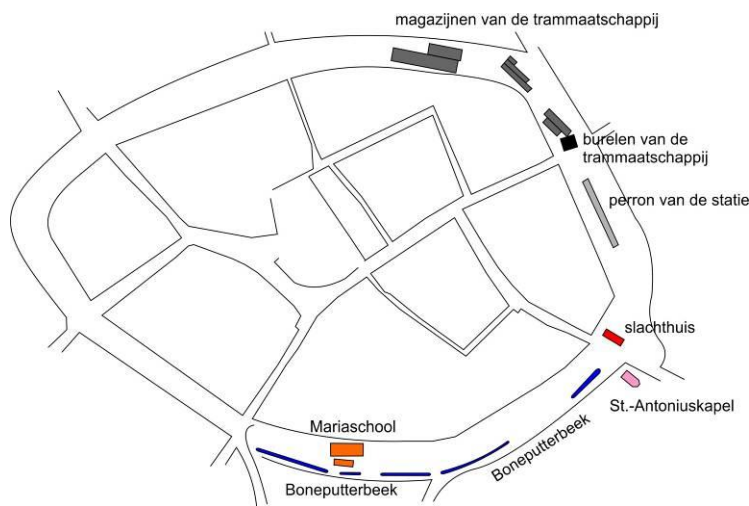 magazijnen van de trammaatschappij
burelen van de
trammaatschappij
perron van de statie
slachthuis
St.-Antoniuskapel
Mariaschool
Boneputterbeek
Boneputterbeek